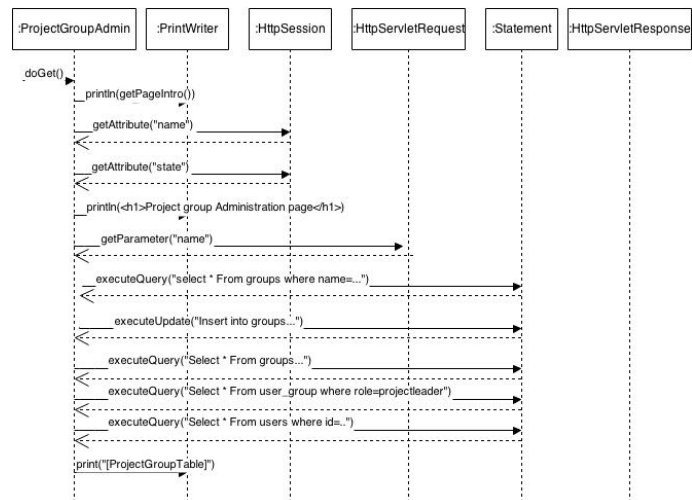 :ProjectGroupAdmin :PrintWriter :HttpSession :HttpServletRequest :Statement :HttpServletResponse
doGet()
println(getPageIntro())
getAttribute("name")
getAttribute("state")
println(<h1>Project group Administration page</h1>)
getParameter("name")
executeQuery("select * From groups where name=...")
executeUpdate("Insert into groups...")
executeQuery("Select * From groups...")
executeQuery("Select * From user_group where role=projectleader")
executeQuery("Select * From users where id=..")
print("[ProjectGroupTable]")